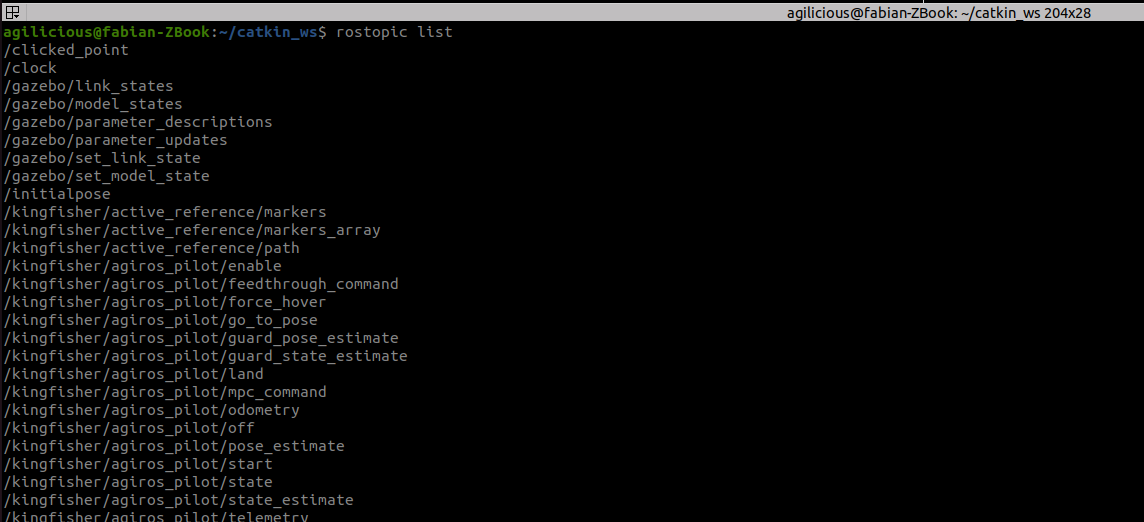 agilicious@fabian-ZBook: ~/catkin_ws 204x28
agilicious@fabian-ZBook:~/catkin_ws$ rostopic list
/clicked_point
/clock
/gazebo/link_states
/gazebo/model_states
/gazebo/parameter_descriptions
/gazebo/parameter_updates
/gazebo/set_link_state
/gazebo/set_model_state
/initialpose
/kingfisher/active_reference/markers
/kingfisher/active_reference/markers_array
/kingfisher/active_reference/path
/kingfisher/agiros_pilot/enable
/kingfisher/agiros_pilot/feedthrough_command
/kingfisher/agiros_pilot/force_hover
/kingfisher/agiros_pilot/go_to_pose
/kingfisher/agiros_pilot/guard_pose_estimate
/kingfisher/agiros_pilot/guard_state_estimate
/kingfisher/agiros_pilot/land
/kingfisher/agiros_pilot/mpc_command
/kingfisher/agiros_pilot/odometry
/kingfisher/agiros_pilot/off
/kingfisher/agiros_pilot/pose_estimate
/kingfisher/agiros_pilot/start
/kingfisher/agiros_pilot/state
/kingfisher/agiros_pilot/state_estimate
/kingfisher/agiros_pilot/telemetry